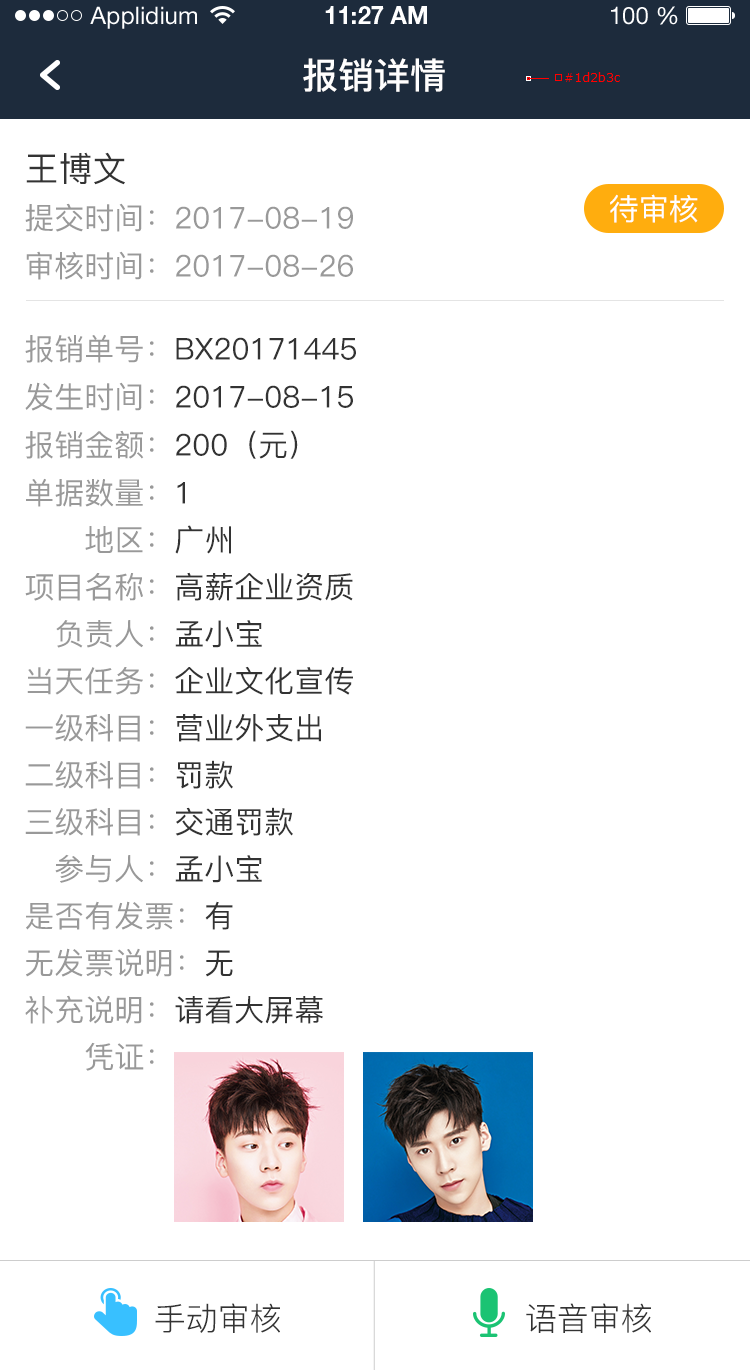 Applidium 11:27 AM 100 %
报销详情 #1d2b3c
王博文
提交时间：2017-08-19 待审核
审核时间：2017-08-26
报销单号：BX20171445
发生时间：2017-08-15
报销金额：200（元）
单据数量：1
地区：广州
项目名称：高薪企业资质
负责人：孟小宝
当天任务：企业文化宣传
一级科目：营业外支出
二级科目：罚款
三级科目：交通罚款
参与人：孟小宝
是否有发票：有
无发票说明：无
补充说明：请看大屏幕
凭证：
手动审核 语音审核